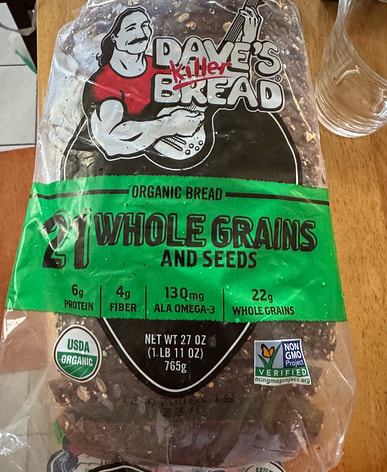 DAVE'S
killer
BREAD®
ORGANIC BREAD
21 WHOLE GRAINS
AND SEEDS
6g
PROTEIN
4g
FIBER
130mg
ALA OMEGA-3
22g
WHOLE GRAINS
NET WT 27 OZ
(1 LB 11 OZ)
765g
USDA
ORGANIC
NON
GMO
Project
VERIFIED
nongmoproject.org